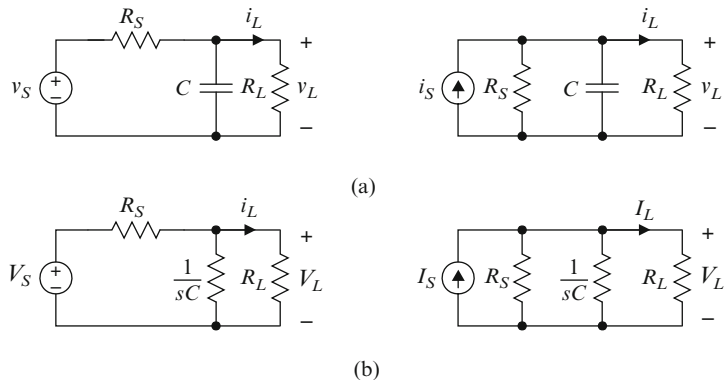 R_S i_L + i_L +
v_S + − C R_L v_L i_S R_S C R_L v_L
− −
(a)
R_S i_L + I_L +
V_S + − 1/sC R_L V_L I_S R_S 1/sC R_L V_L
− −
(b)